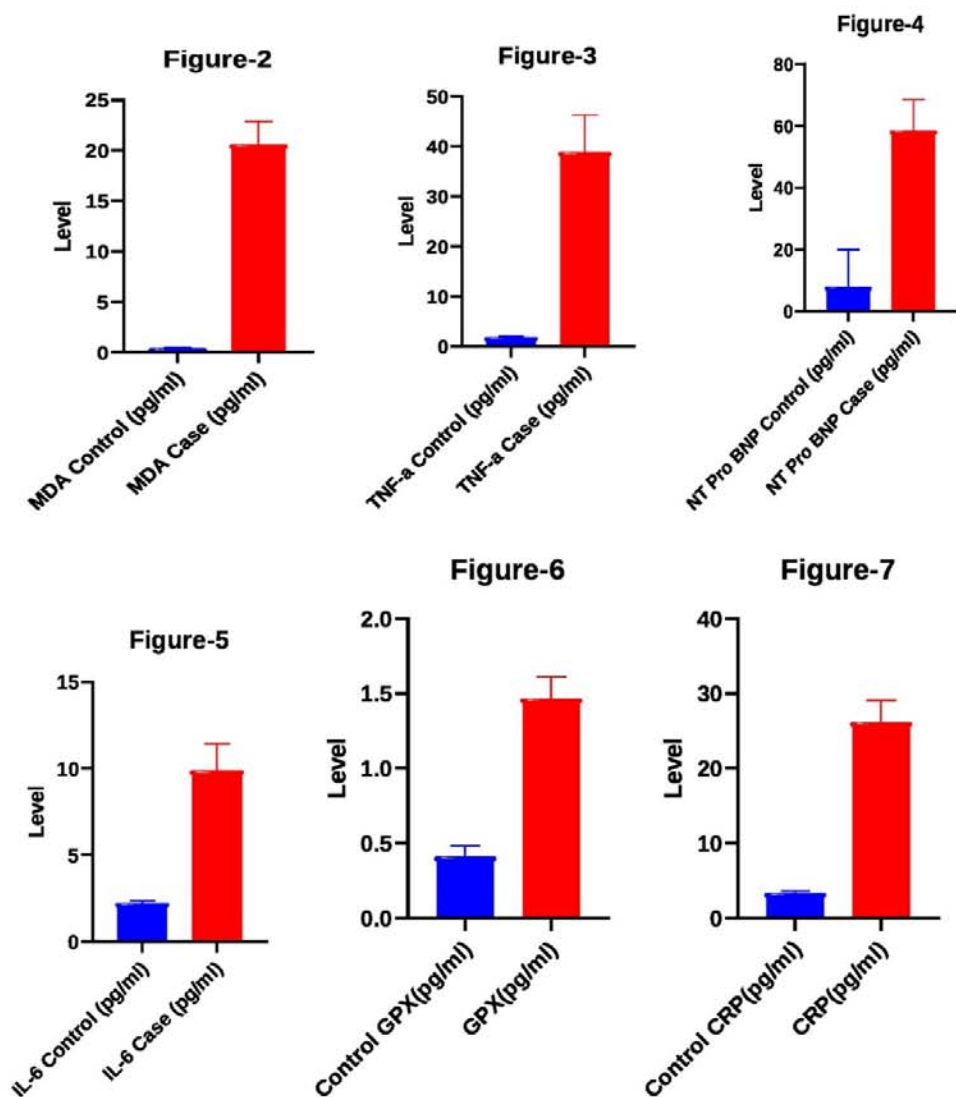 Figure-2
25
20
15
10
5
0
Level
MDA Control (pg/ml)
MDA Case (pg/ml)
Figure-3
50
40
30
20
10
0
Level
TNF-a Control (pg/ml)
TNF-a Case (pg/ml)
Figure-4
80
60
40
20
0
Level
NT Pro BNP Control (pg/ml)
NT Pro BNP Case (pg/ml)
Figure-5
15
10
5
0
Level
IL-6 Control (pg/ml)
IL-6 Case (pg/ml)
Figure-6
2.0
1.5
1.0
0.5
0.0
Level
Control GPX(pg/ml)
GPX(pg/ml)
Figure-7
40
30
20
10
0
Level
Control CRP(pg/ml)
CRP(pg/ml)